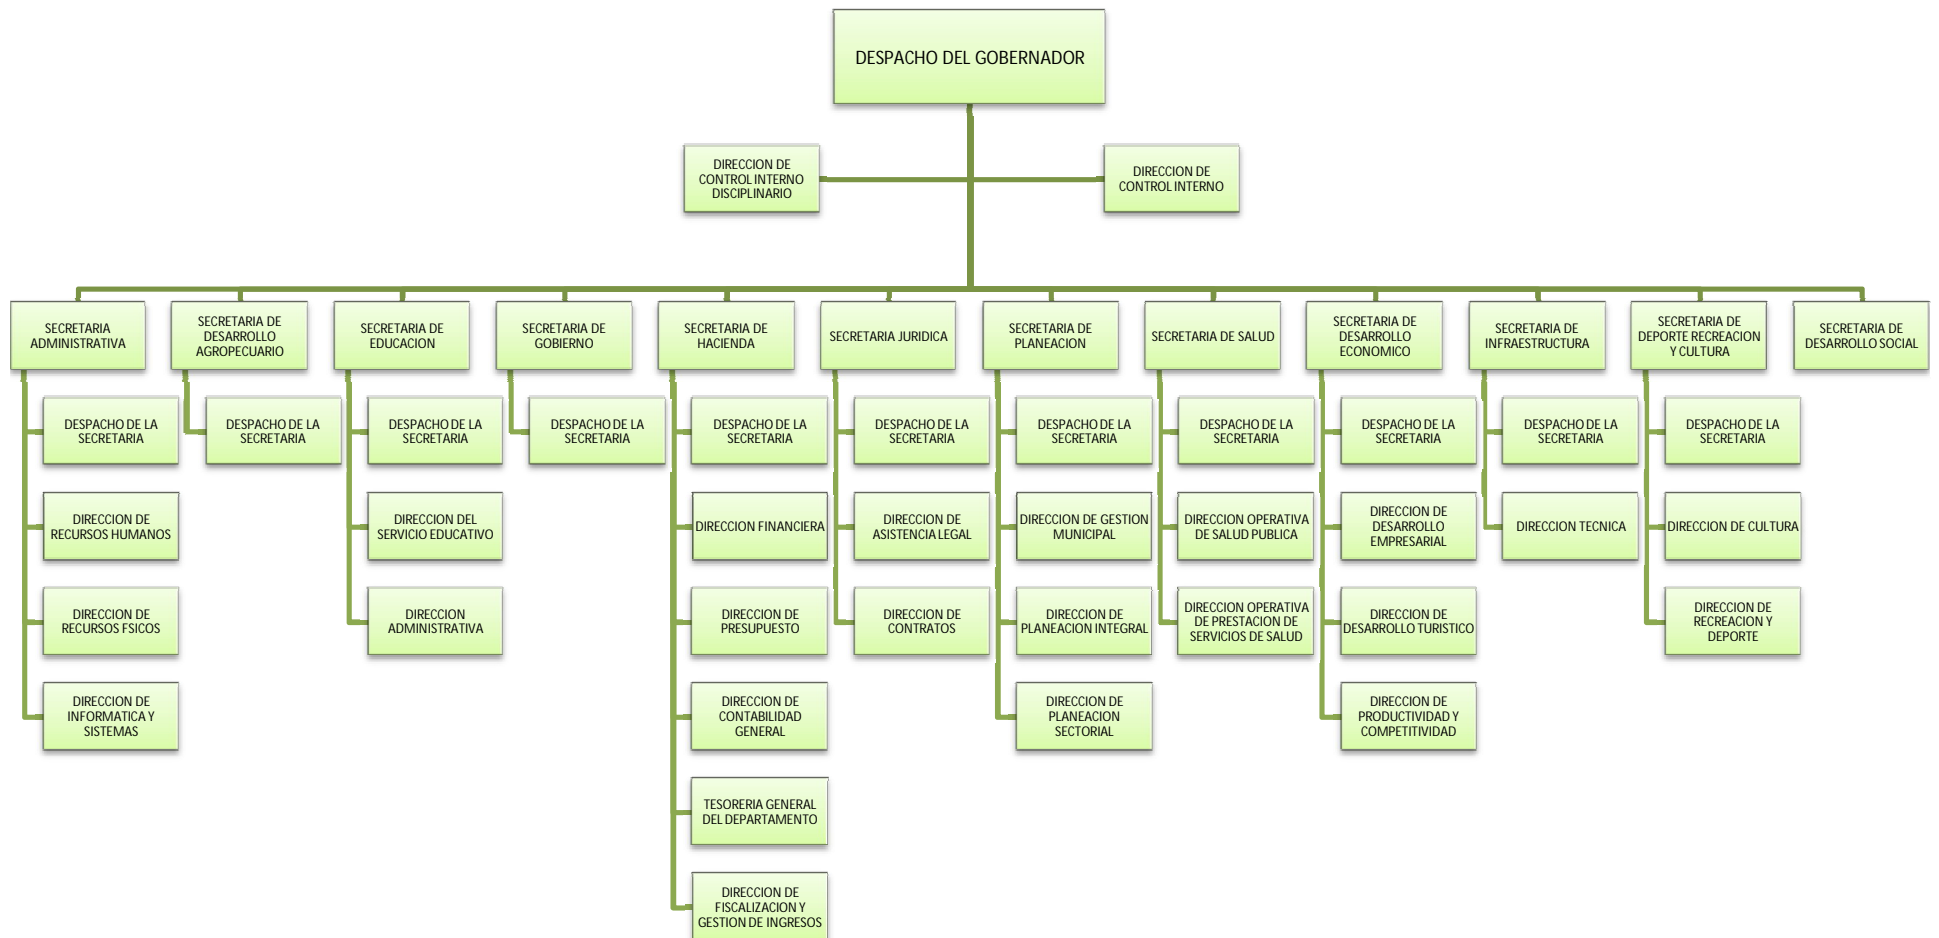 DESPACHO DEL GOBERNADOR
DIRECCION DE
CONTROL INTERNO
DISCIPLINARIO
DIRECCION DE
CONTROL INTERNO
SECRETARIA
ADMINISTRATIVA
SECRETARIA DE
DESARROLLO
AGROPECUARIO
SECRETARIA DE
EDUCACION
SECRETARIA DE
GOBIERNO
SECRETARIA DE
HACIENDA
SECRETARIA JURIDICA
SECRETARIA DE
PLANEACION
SECRETARIA DE SALUD
SECRETARIA DE
DESARROLLO
ECONOMICO
SECRETARIA DE
INFRAESTRUCTURA
SECRETARIA DE
DEPORTE RECREACION
Y CULTURA
SECRETARIA DE
DESARROLLO SOCIAL
DESPACHO DE LA
SECRETARIA
DESPACHO DE LA
SECRETARIA
DESPACHO DE LA
SECRETARIA
DESPACHO DE LA
SECRETARIA
DESPACHO DE LA
SECRETARIA
DESPACHO DE LA
SECRETARIA
DESPACHO DE LA
SECRETARIA
DESPACHO DE LA
SECRETARIA
DESPACHO DE LA
SECRETARIA
DESPACHO DE LA
SECRETARIA
DESPACHO DE LA
SECRETARIA
DIRECCION DE
RECURSOS HUMANOS
DIRECCION DEL
SERVICIO EDUCATIVO
DIRECCION FINANCIERA
DIRECCION DE
ASISTENCIA LEGAL
DIRECCION DE GESTION
MUNICIPAL
DIRECCION OPERATIVA
DE SALUD PUBLICA
DIRECCION DE
DESARROLLO
EMPRESARIAL
DIRECCION TECNICA
DIRECCION DE CULTURA
DIRECCION DE
RECURSOS FSICOS
DIRECCION
ADMINISTRATIVA
DIRECCION DE
PRESUPUESTO
DIRECCION DE
CONTRATOS
DIRECCION DE
PLANEACION INTEGRAL
DIRECCION OPERATIVA
DE PRESTACION DE
SERVICIOS DE SALUD
DIRECCION DE
DESARROLLO TURISTICO
DIRECCION DE
RECREACION Y
DEPORTE
DIRECCION DE
INFORMATICA Y
SISTEMAS
DIRECCION DE
CONTABILIDAD
GENERAL
DIRECCION DE
PLANEACION
SECTORIAL
DIRECCION DE
PRODUCTIVIDAD Y
COMPETITIVIDAD
TESORERIA GENERAL
DEL DEPARTAMENTO
DIRECCION DE
FISCALIZACION Y
GESTION DE INGRESOS